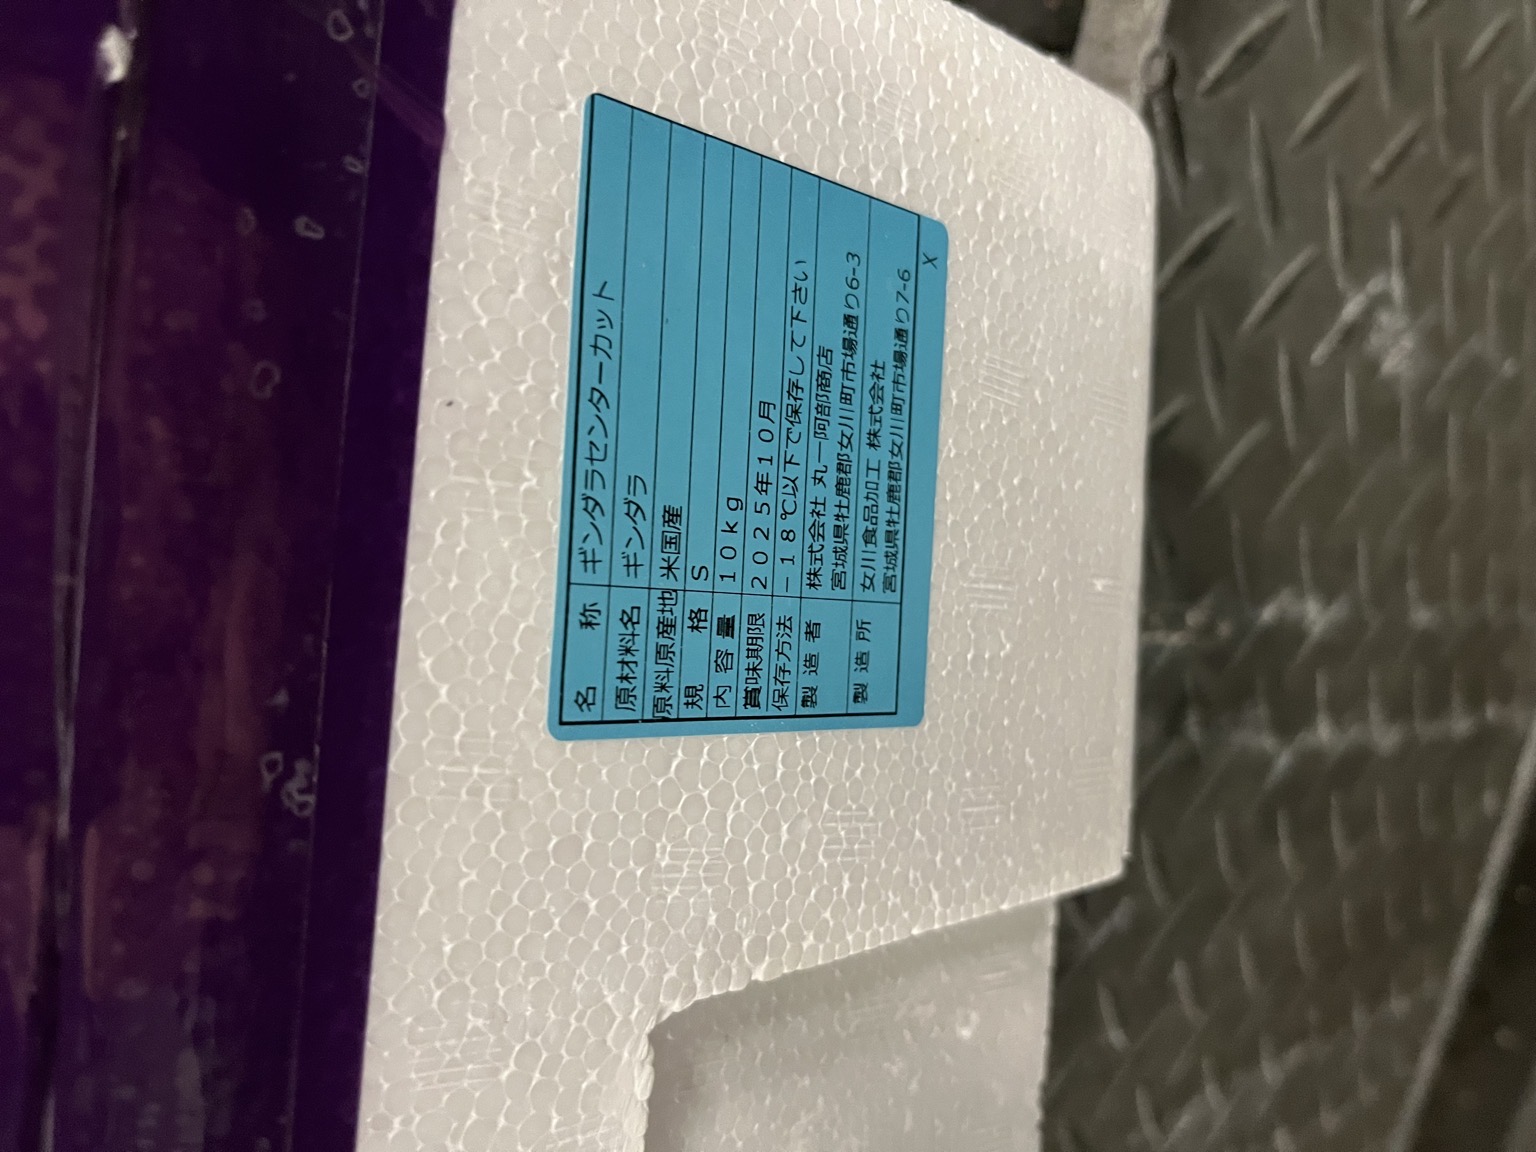 名 称 ギンダラセンターカット
原材料名 ギンダラ
原料原産地 米国産
規 格 S
内 容 量 10kg
賞味期限 2025年10月
保存方法 －18℃以下で保存して下さい
製 造 者 株式会社 丸一阿部商店
宮城県牡鹿郡女川町市場通り6-3
製 造 所 女川食品加工 株式会社
宮城県牡鹿郡女川町市場通り7-6
X